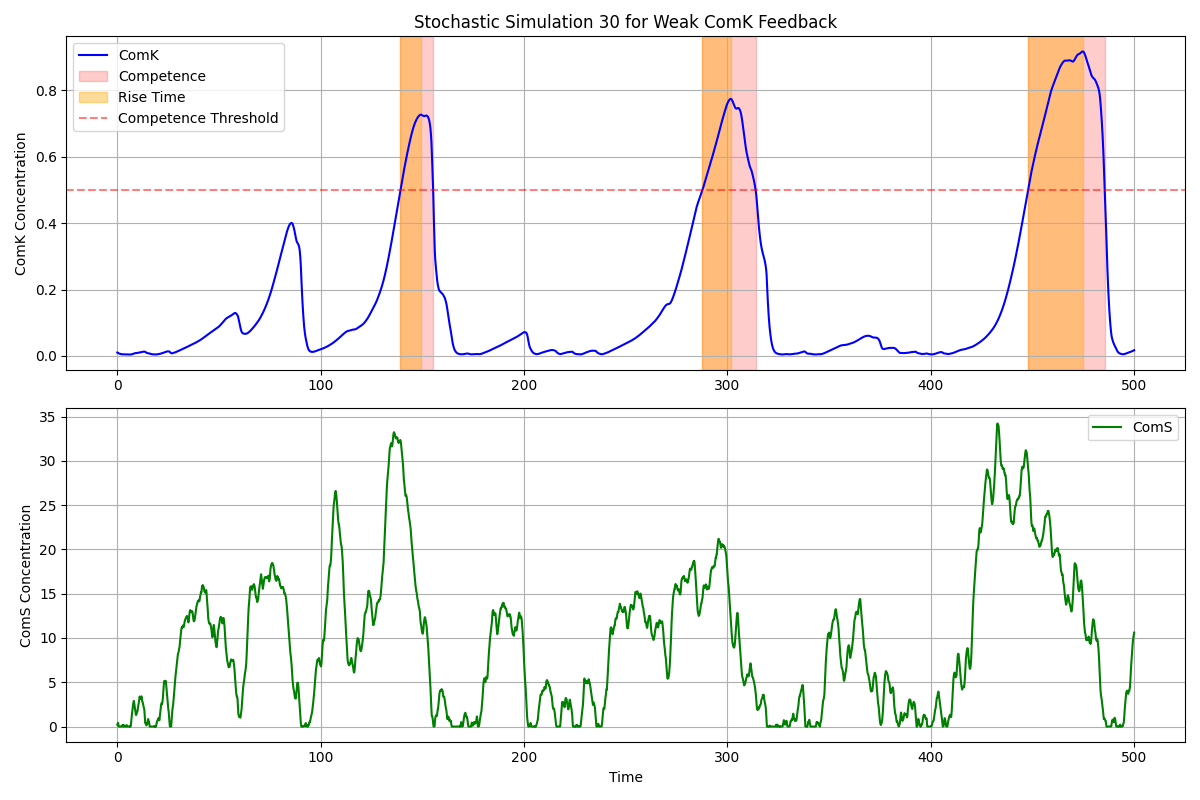 Stochastic Simulation 30 for Weak ComK Feedback
ComK
Competence
Rise Time
Competence Threshold
ComK Concentration
0.8
0.6
0.4
0.2
0.0
0 100 200 300 400 500
ComS
ComS Concentration
35
30
25
20
15
10
5
0
0 100 200 300 400 500
Time